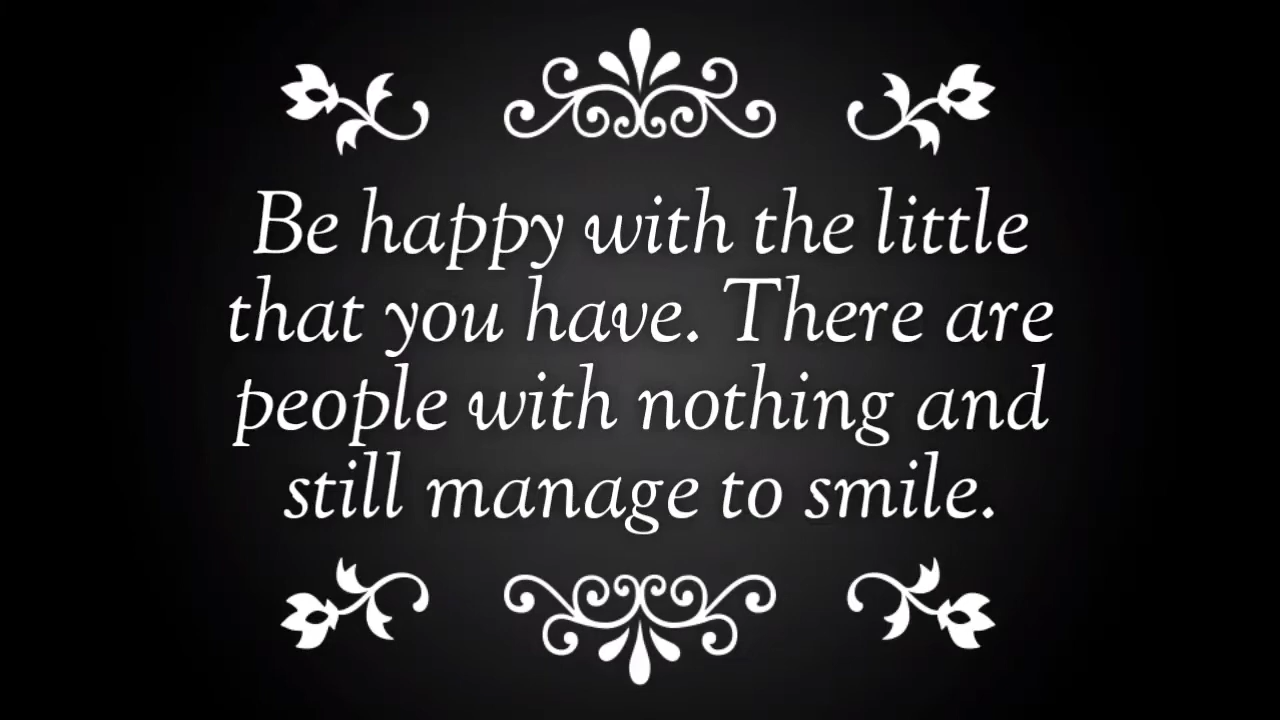 Be happy with the little
that you have. There are
people with nothing and
still manage to smile.